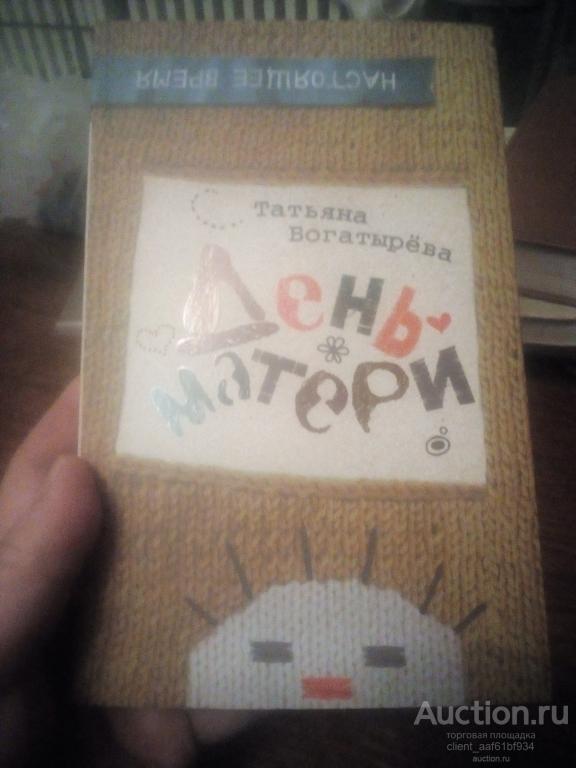 НАСТОЯЩЕЕ ВРЕМЯ
Татьяна
Богатырёва
День
матери
Auction.ru
торговая площадка
client_aaf61bf934
auction.ru